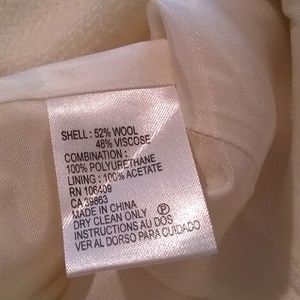 SHELL : 52% WOOL
48% VISCOSE
COMBINATION :
100% POLYURETHANE
LINING : 100% ACETATE
RN 106409
CA 39863
MADE IN CHINA
DRY CLEAN ONLY Ⓟ
INSTRUCTIONS AU DOS
VER AL DORSO PARA CUIDADO